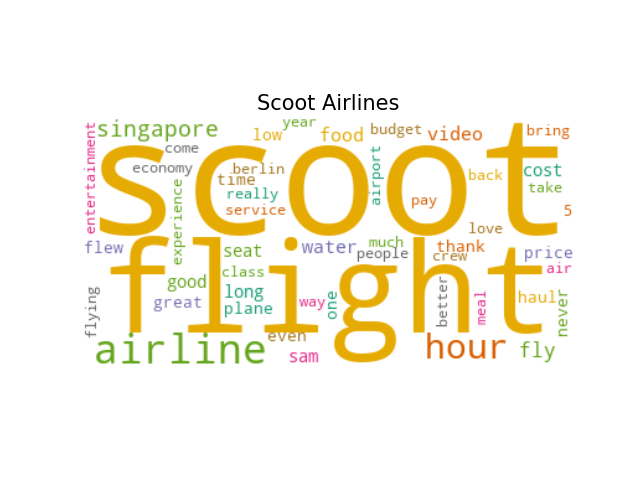 Scoot Airlines
scoot
flight
airline
hour
singapore
year
low
food
budget
video
bring
come
economy
berlin
time
really
service
entertainment
experience
airport
pay
back
cost
take
5
love
flew
seat
water
much
people
thank
crew
price
air
class
good
great
long
plane
way
one
better
meal
haul
never
flying
even
sam
fly